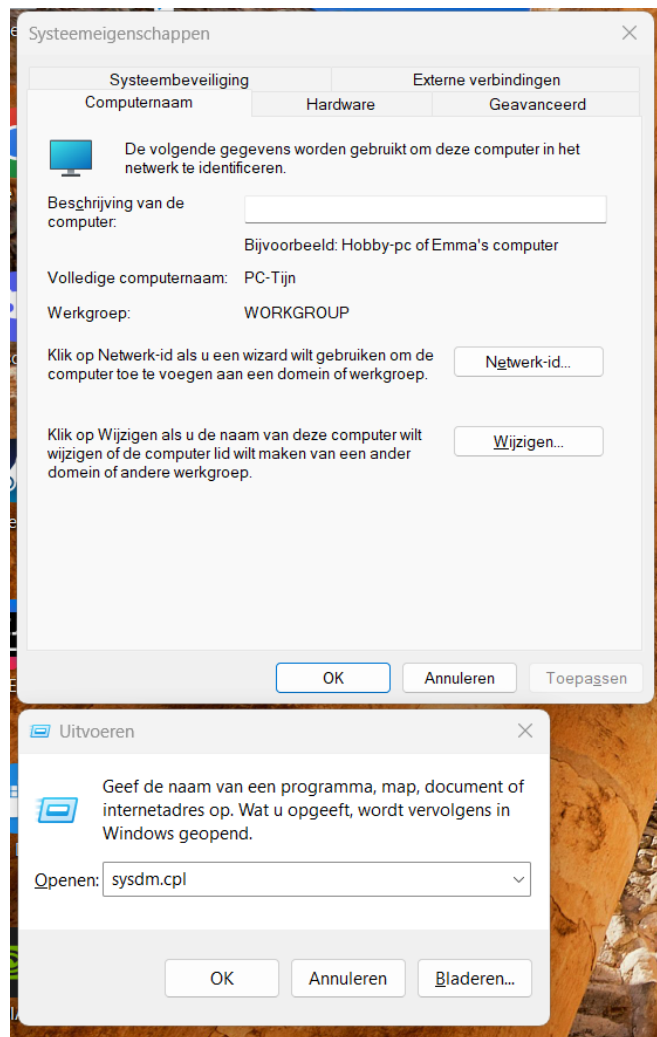 Systeemeigenschappen
Systeembeveiliging
Externe verbindingen
Computernaam
Hardware
Geavanceerd
De volgende gegevens worden gebruikt om deze computer in het
netwerk te identificeren.
Beschrijving van de
computer:
Bijvoorbeeld: Hobby-pc of Emma's computer
Volledige computernaam: PC-Tijn
Werkgroep: WORKGROUP
Klik op Netwerk-id als u een wizard wilt gebruiken om de
computer toe te voegen aan een domein of werkgroep.
Netwerk-id...
Klik op Wijzigen als u de naam van deze computer wilt
wijzigen of de computer lid wilt maken van een ander
domein of andere werkgroep.
Wijzigen...
OK
Annuleren
Toepassen
Uitvoeren
Geef de naam van een programma, map, document of
internetadres op. Wat u opgeeft, wordt vervolgens in
Windows geopend.
Openen: sysdm.cpl
OK
Annuleren
Bladeren...